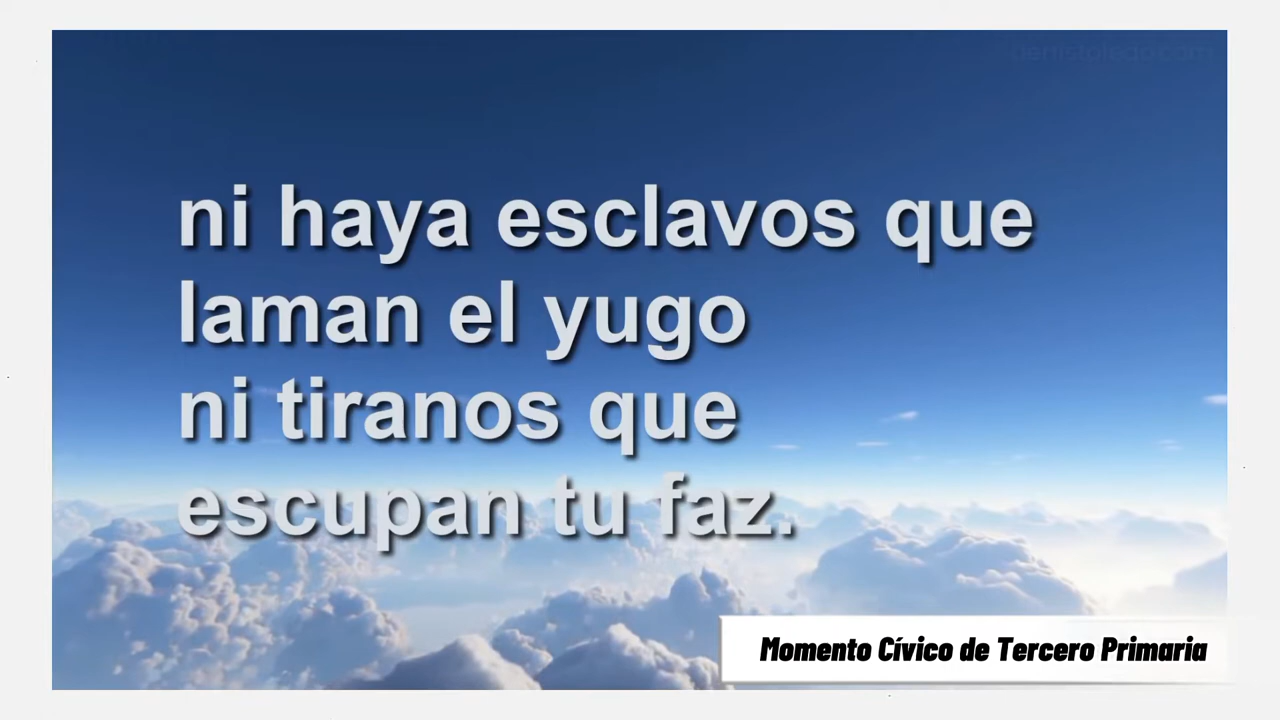 ni haya esclavos que
laman el yugo
ni tiranos que
escupan tu faz.
Momento Cívico de Tercero Primaria